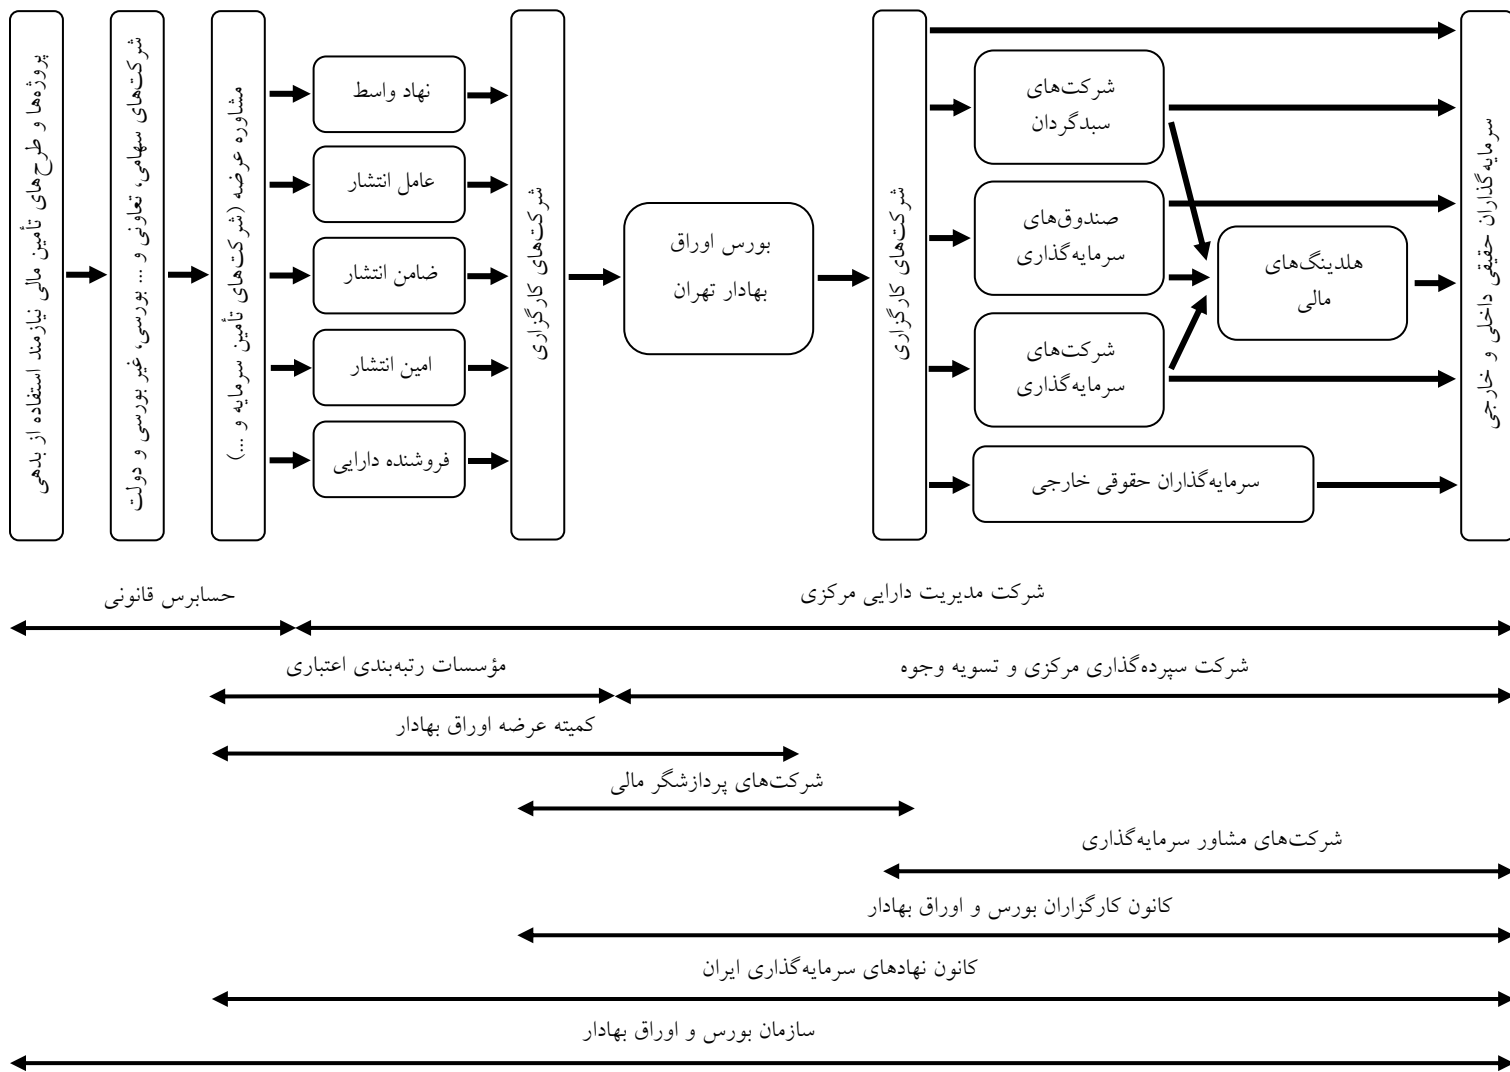 پروژه‌ها و طرح‌های تأمین مالی نیازمند استفاده از بدهی
شرکت‌های سهامی، تعاونی و ... بورسی، غیر بورسی و دولت
مشاوره عرضه (شرکت‌های تأمین سرمایه و ...)
نهاد واسط
عامل انتشار
ضامن انتشار
امین انتشار
فروشنده دارایی
شرکت‌های کارگزاری
بورس اوراق
بهادار تهران
شرکت‌های کارگزاری
شرکت‌های
سبدگردان
صندوق‌های
سرمایه‌گذاری
شرکت‌های
سرمایه‌گذاری
هلدینگ‌های
مالی
سرمایه‌گذاران حقوقی خارجی
سرمایه‌گذاران حقیقی داخلی و خارجی
حسابرس قانونی
شرکت مدیریت دارایی مرکزی
مؤسسات رتبه‌بندی اعتباری
شرکت سپرده‌گذاری مرکزی و تسویه وجوه
کمیته عرضه اوراق بهادار
شرکت‌های پردازشگر مالی
شرکت‌های مشاور سرمایه‌گذاری
کانون کارگزاران بورس و اوراق بهادار
کانون نهادهای سرمایه‌گذاری ایران
سازمان بورس و اوراق بهادار